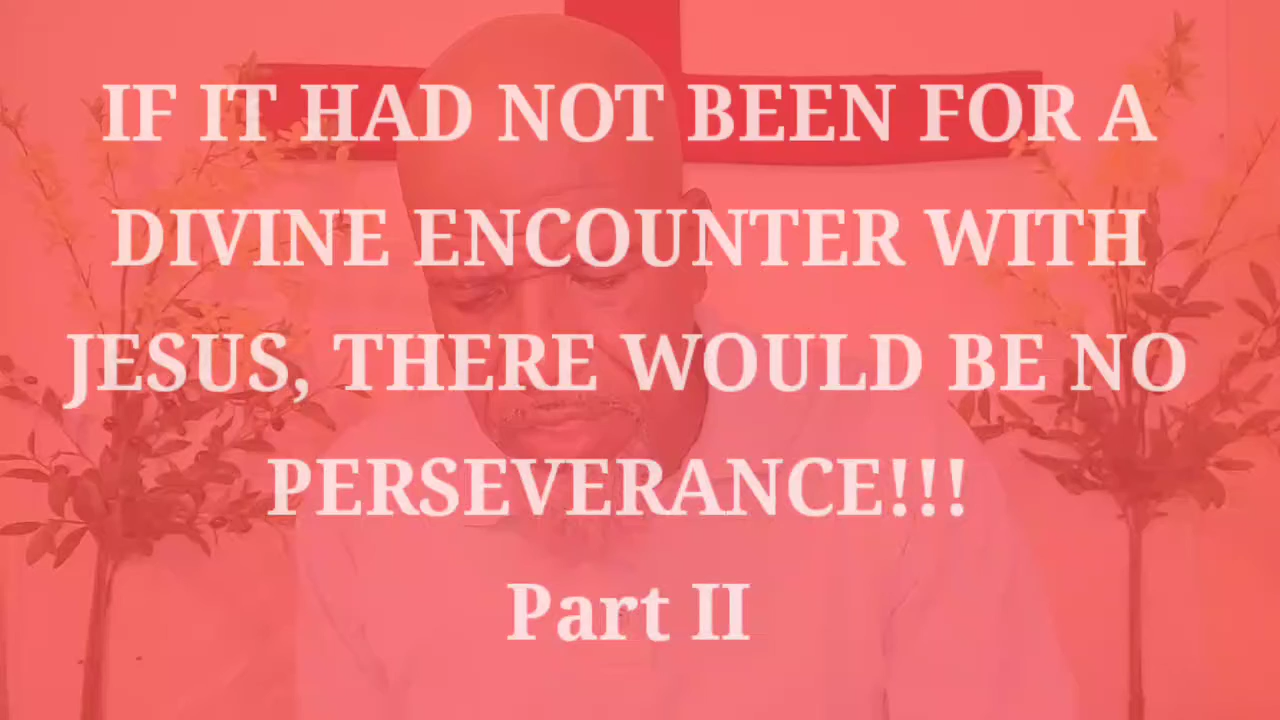 IF IT HAD NOT BEEN FOR A
DIVINE ENCOUNTER WITH
JESUS, THERE WOULD BE NO
PERSEVERANCE!!!
Part II